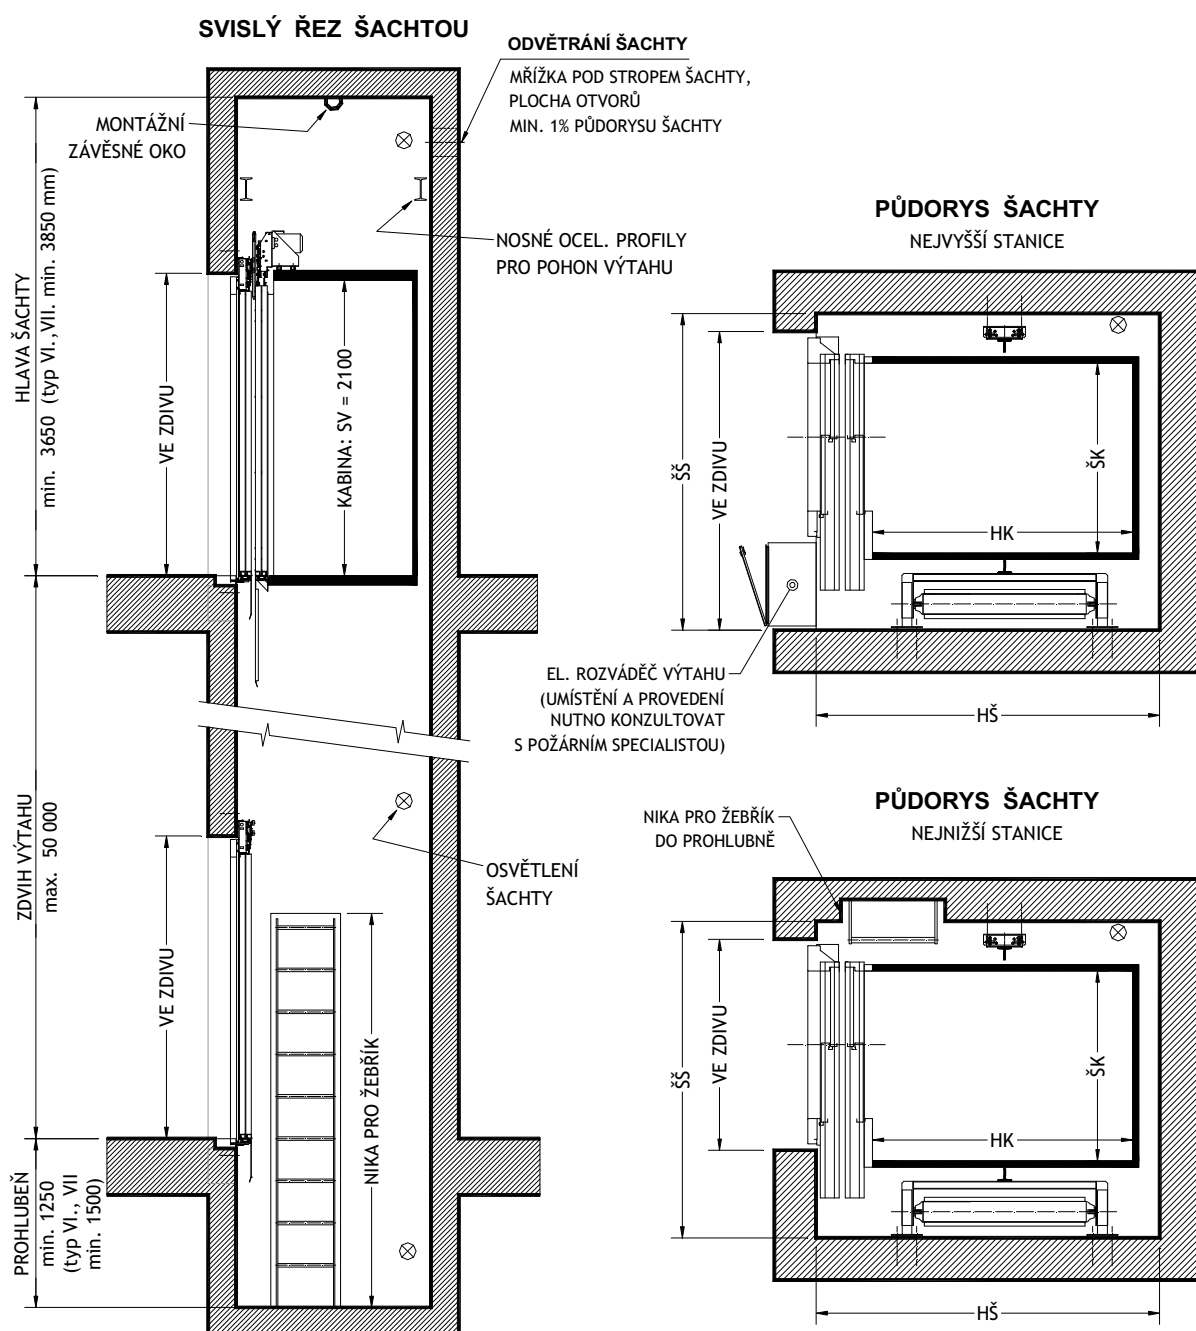 SVISLÝ ŘEZ ŠACHTOU
ODVĚTRÁNÍ ŠACHTY
MŘÍŽKA POD STROPEM ŠACHTY,
PLOCHA OTVORŮ
MIN. 1% PŮDORYSU ŠACHTY
MONTÁŽNÍ
ZÁVĚSNÉ OKO
NOSNÉ OCEL. PROFILY
PRO POHON VÝTAHU
HLAVA ŠACHTY
min. 3650 (typ VI.,VII. min. 3850 mm)
VE ZDIVU
KABINA: SV = 2100
ZDVIH VÝTAHU
max. 50 000
VE ZDIVU
OSVĚTLENÍ
ŠACHTY
NIKA PRO ŽEBŘÍK
PROHLUBEŇ
min. 1250
(typ VI., VII
min. 1500)
PŮDORYS ŠACHTY
NEJVYŠŠÍ STANICE
ŠŠ
VE ZDIVU
ŠK
HK
EL. ROZVÁDĚČ VÝTAHU
(UMÍSTĚNÍ A PROVEDENÍ
NUTNO KONZULTOVAT
S POŽÁRNÍM SPECIALISTOU)
HŠ
PŮDORYS ŠACHTY
NEJNIŽŠÍ STANICE
NIKA PRO ŽEBŘÍK
DO PROHLUBNĚ
ŠŠ
VE ZDIVU
ŠK
HK
HŠ